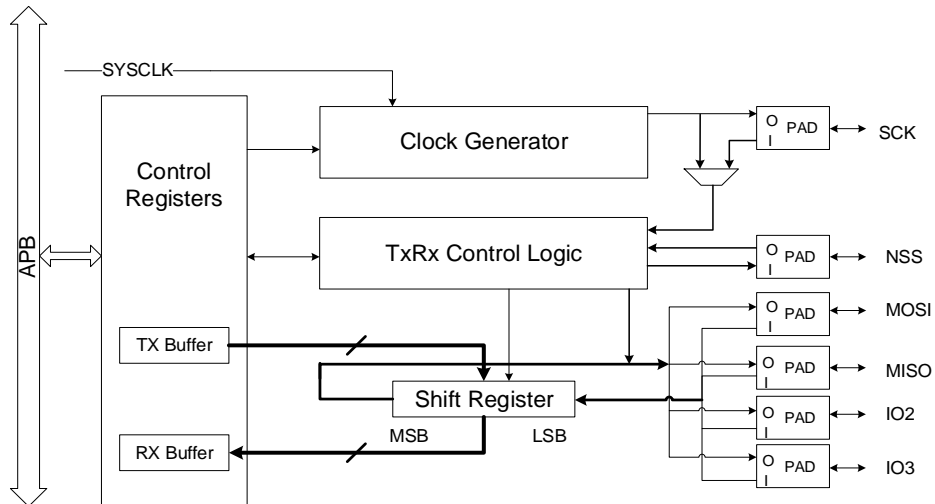 SYSCLK
Clock Generator
O
I
PAD
SCK
Control
Registers
APB
TxRx Control Logic
O
I
PAD
NSS
O
I
PAD
MOSI
TX Buffer
O
I
PAD
MISO
Shift Register
MSB
LSB
O
I
PAD
IO2
RX Buffer
O
I
PAD
IO3